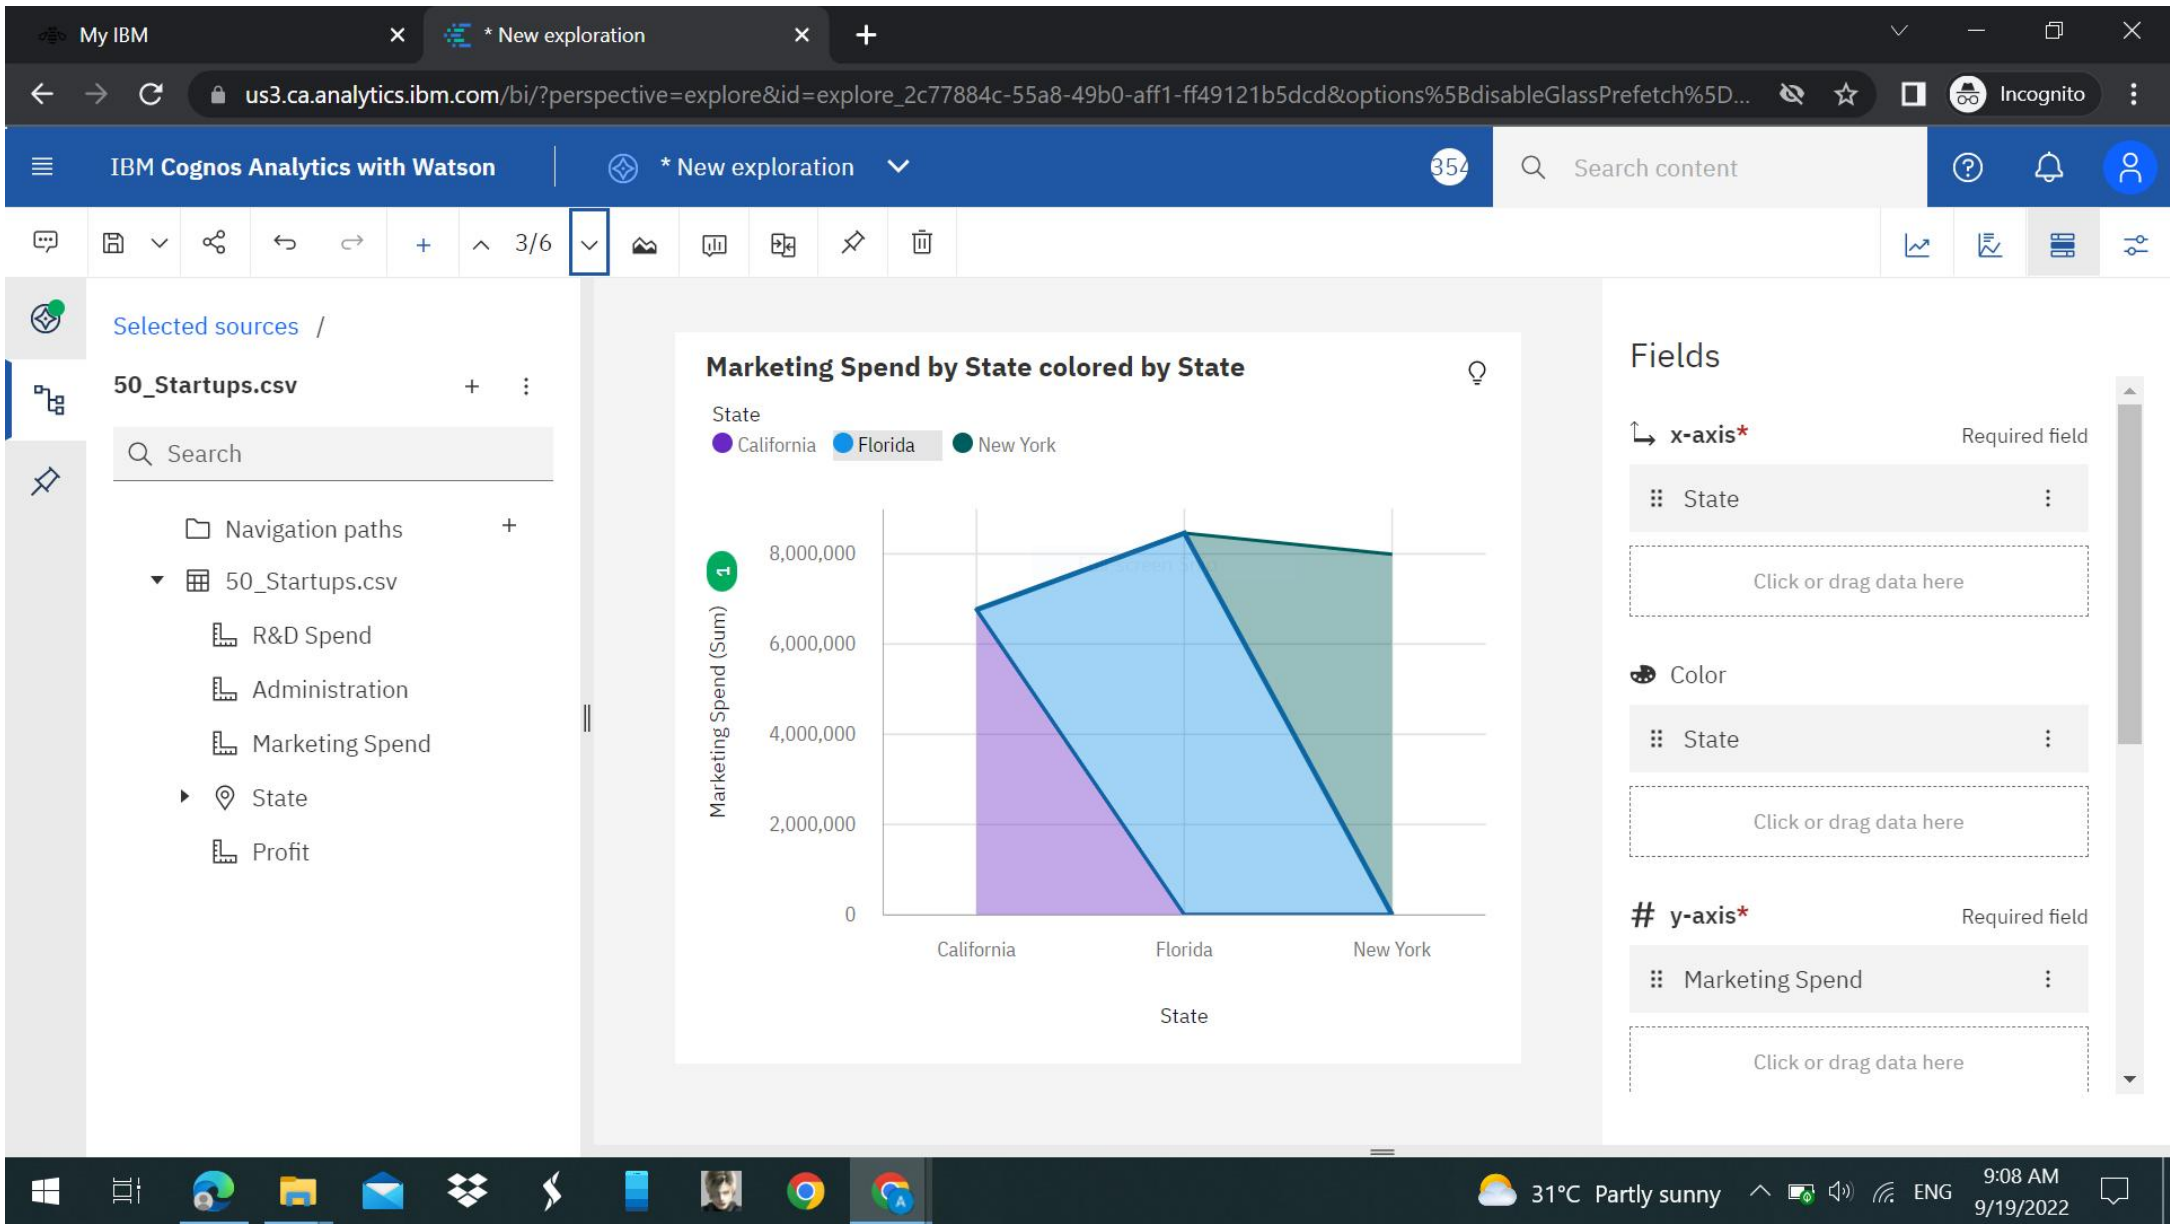 My IBM
* New exploration
us3.ca.analytics.ibm.com/bi/?perspective=explore&id=explore_2c77884c-55a8-49b0-aff1-ff49121b5dcd&options%5BdisableGlassPrefetch%5D...
Incognito
IBM Cognos Analytics with Watson
* New exploration
354
Search content
3/6
Selected sources /
50_Startups.csv
Search
Navigation paths
50_Startups.csv
R&D Spend
Administration
Marketing Spend
State
Profit
Marketing Spend by State colored by State
State
California Florida New York
1
Marketing Spend (Sum)
8,000,000
6,000,000
4,000,000
2,000,000
0
California Florida New York
State
Fields
x-axis* Required field
State
Click or drag data here
Color
State
Click or drag data here
y-axis* Required field
Marketing Spend
Click or drag data here
31°C Partly sunny
ENG
9:08 AM
9/19/2022